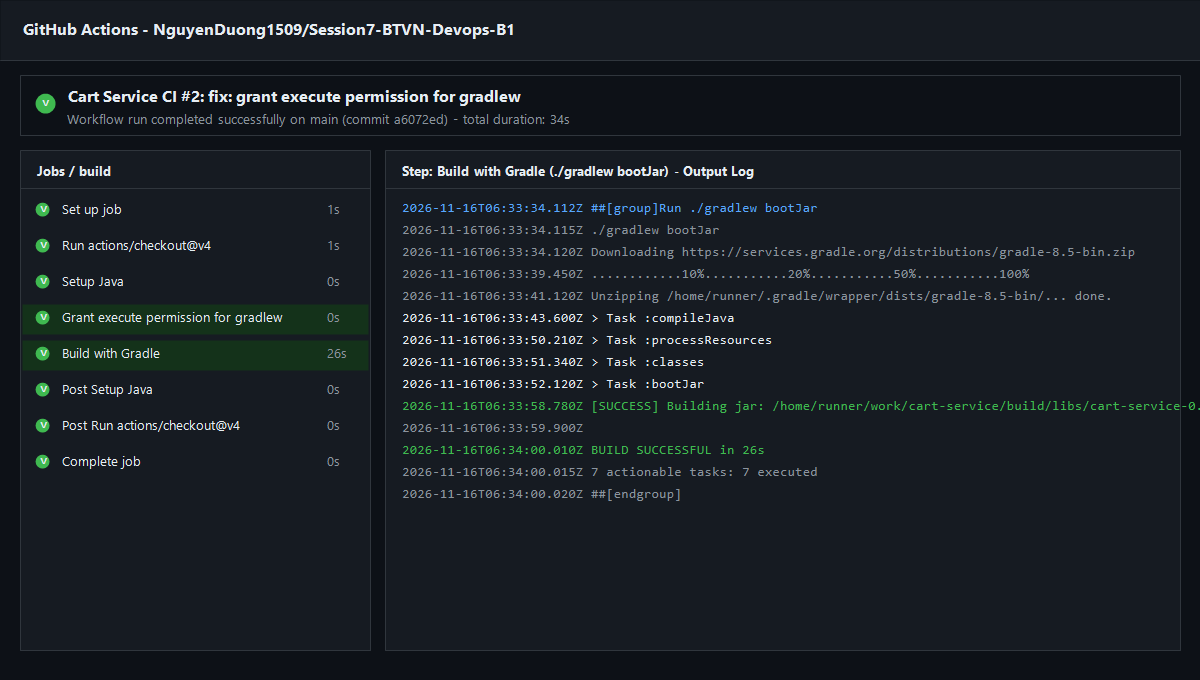 GitHub Actions - NguyenDuong1509/Session7-BTVN-Devops-B1
V
Cart Service CI #2: fix: grant execute permission for gradlew
Workflow run completed successfully on main (commit a6072ed) - total duration: 34s
Jobs / build
V Set up job 1s
V Run actions/checkout@v4 1s
V Setup Java 0s
V Grant execute permission for gradlew 0s
V Build with Gradle 26s
V Post Setup Java 0s
V Post Run actions/checkout@v4 0s
V Complete job 0s
Step: Build with Gradle (./gradlew bootJar) - Output Log
2026-11-16T06:33:34.112Z ##[group]Run ./gradlew bootJar
2026-11-16T06:33:34.115Z ./gradlew bootJar
2026-11-16T06:33:34.120Z Downloading https://services.gradle.org/distributions/gradle-8.5-bin.zip
2026-11-16T06:33:39.450Z ............10%...........20%...........50%...........100%
2026-11-16T06:33:41.120Z Unzipping /home/runner/.gradle/wrapper/dists/gradle-8.5-bin/... done.
2026-11-16T06:33:43.600Z > Task :compileJava
2026-11-16T06:33:50.210Z > Task :processResources
2026-11-16T06:33:51.340Z > Task :classes
2026-11-16T06:33:52.120Z > Task :bootJar
2026-11-16T06:33:58.780Z [SUCCESS] Building jar: /home/runner/work/cart-service/build/libs/cart-service-0.
2026-11-16T06:33:59.900Z
2026-11-16T06:34:00.010Z BUILD SUCCESSFUL in 26s
2026-11-16T06:34:00.015Z 7 actionable tasks: 7 executed
2026-11-16T06:34:00.020Z ##[endgroup]